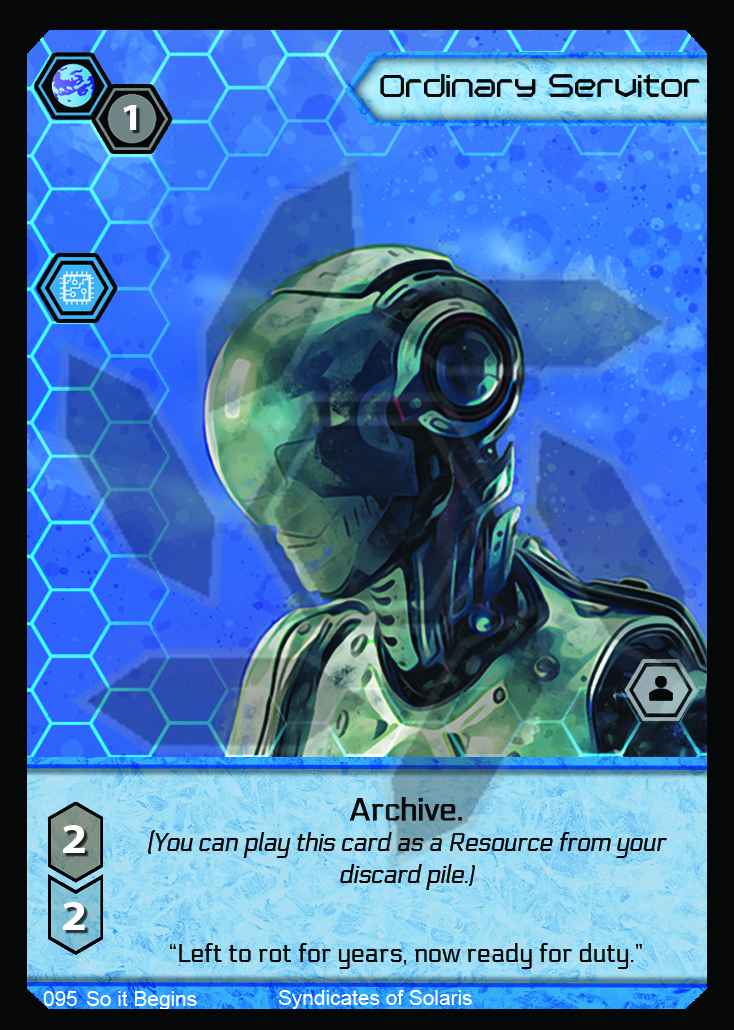 Ordinary Servitor
1
Archive.
(You can play this card as a Resource from your
discard pile.)
2
2
“Left to rot for years, now ready for duty.”
095 So it Begins
Syndicates of Solaris